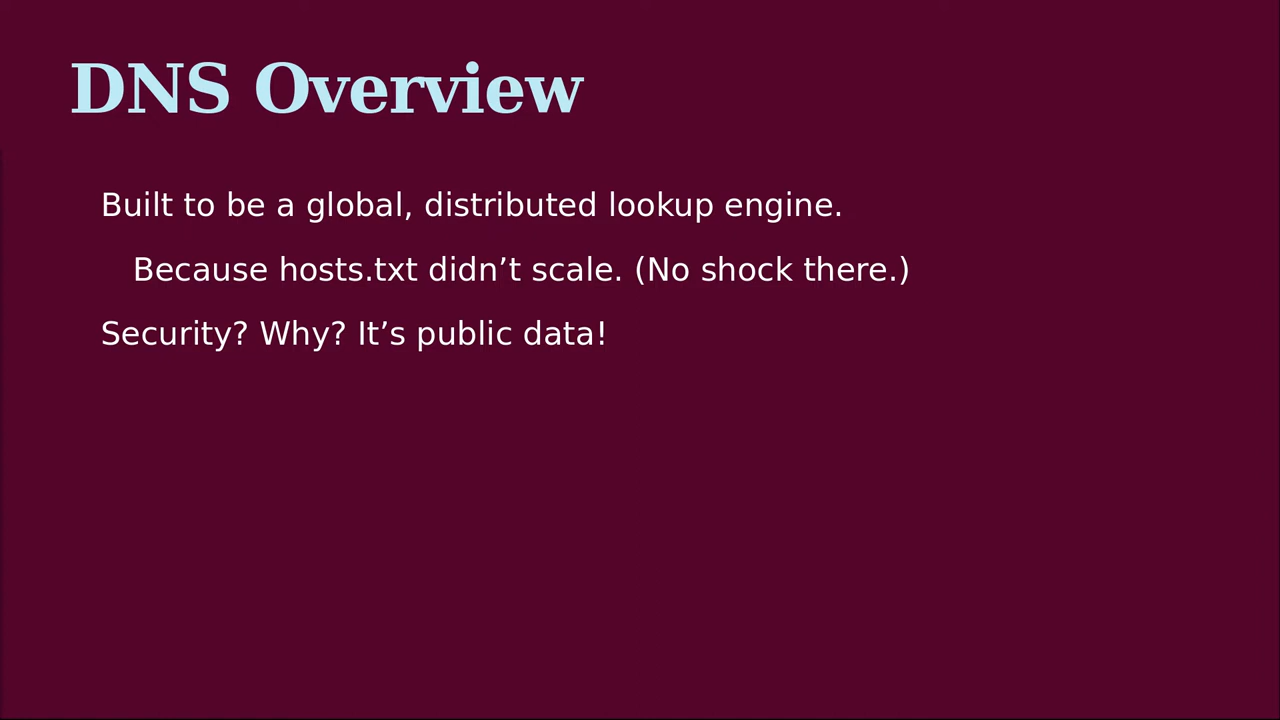 DNS Overview
Built to be a global, distributed lookup engine.
Because hosts.txt didn’t scale. (No shock there.)
Security? Why? It’s public data!